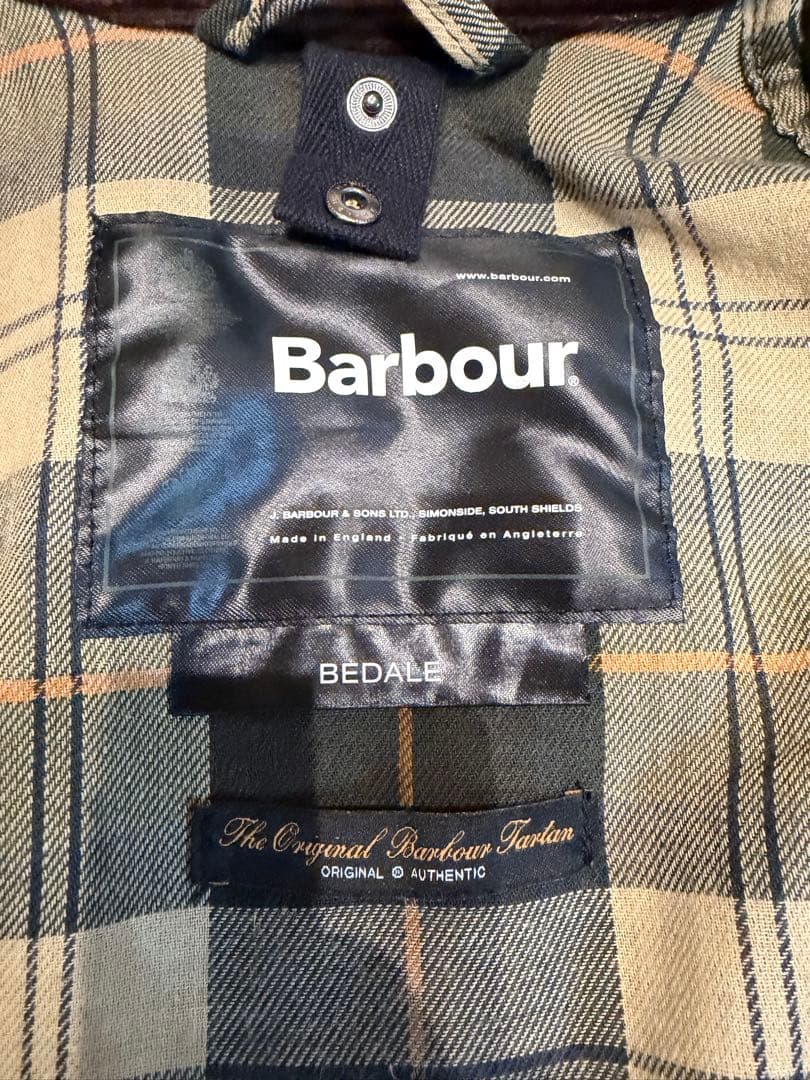 www.barbour.com
Barbour®
J. BARBOUR & SONS LTD., SIMONSIDE, SOUTH SHIELDS
Made in England - Fabriqué en Angleterre
BEDALE
The Original Barbour Tartan
ORIGINAL ® AUTHENTIC